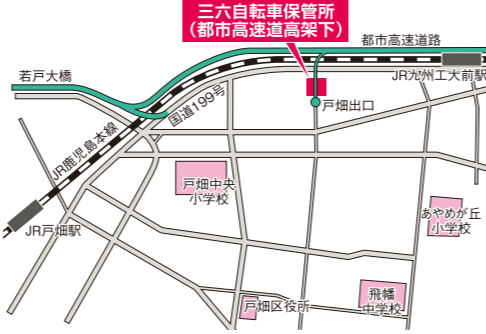 三六自転車保管所
（都市高速道高架下）
都市高速道路
若戸大橋
JR九州工大前駅
国道199号
戸畑出口
JR鹿児島本線
戸畑中央
小学校
あやめが丘
小学校
JR戸畑駅
戸畑区役所
飛幡
中学校